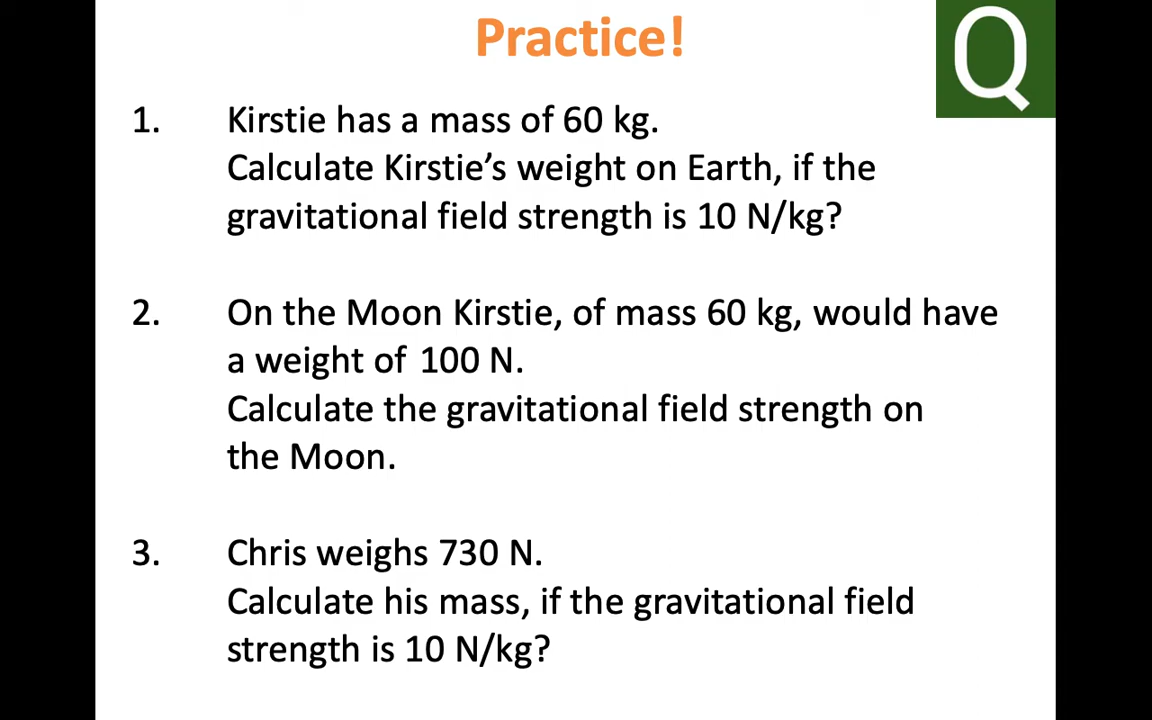 Practice!
Q
1. Kirstie has a mass of 60 kg.
Calculate Kirstie’s weight on Earth, if the
gravitational field strength is 10 N/kg?
2. On the Moon Kirstie, of mass 60 kg, would have
a weight of 100 N.
Calculate the gravitational field strength on
the Moon.
3. Chris weighs 730 N.
Calculate his mass, if the gravitational field
strength is 10 N/kg?